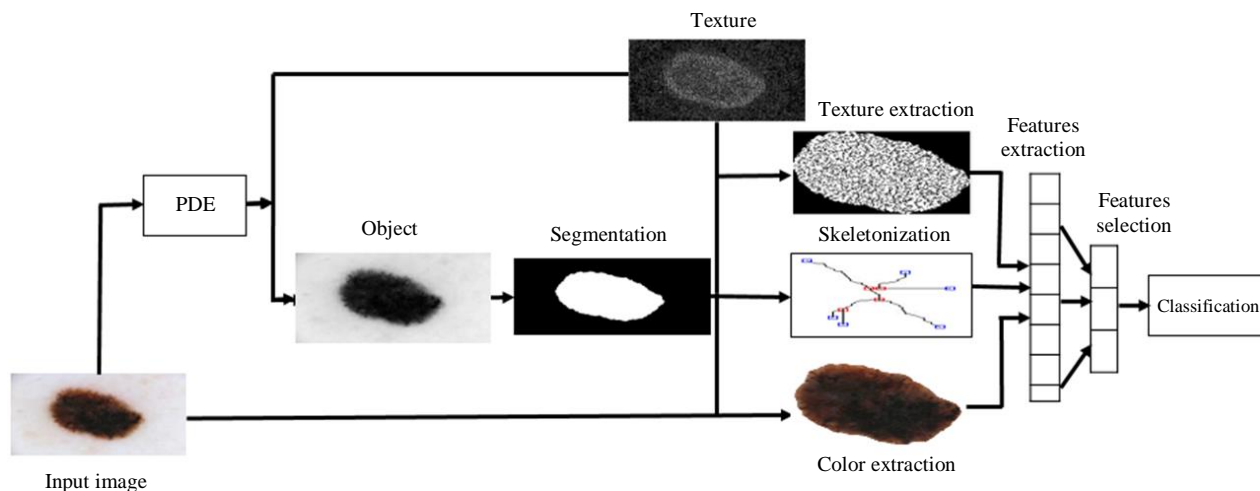 Texture
Texture extraction
Features
extraction
PDE
Features
selection
Object
Segmentation
Skeletonization
Classification
Input image
Color extraction